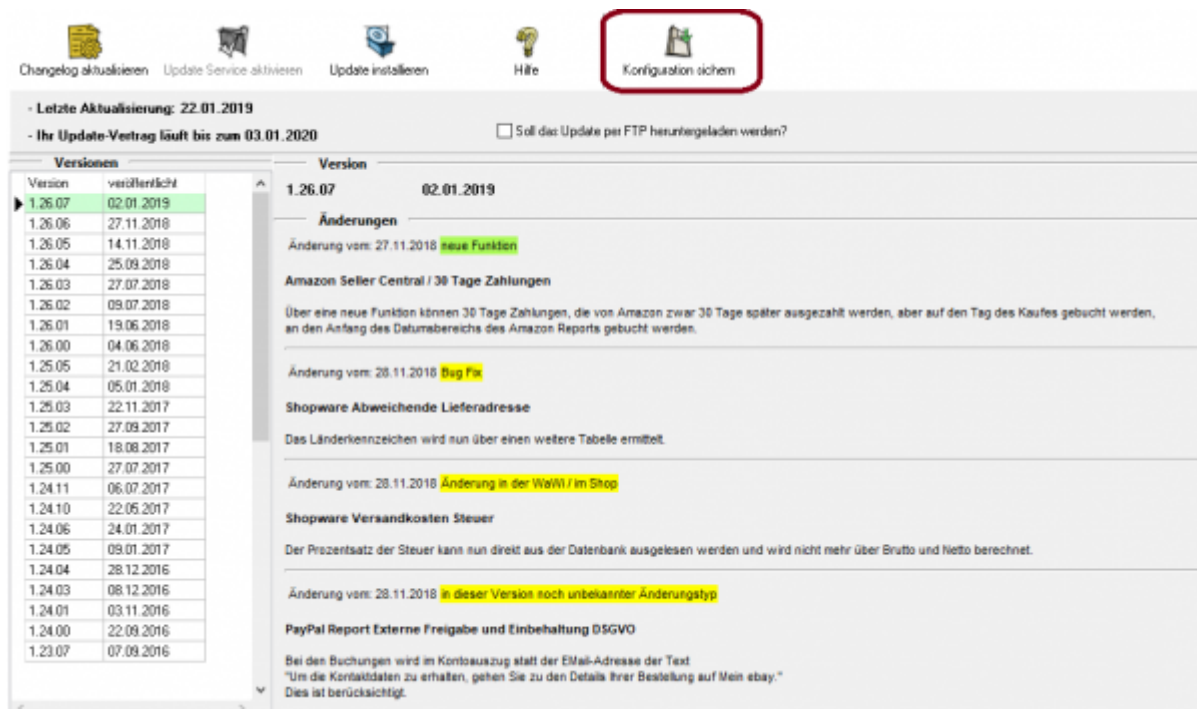 Changelog aktualisieren Update Service aktivieren Update installieren Hilfe Konfiguration sichern
- Letzte Aktualisierung: 22.01.2019
- Ihr Update-Vertrag läuft bis zum 03.01.2020
Soll das Update per FTP heruntergeladen werden?
Versionen
Version veröffentlicht
1.26.07 02.01.2019
1.26.06 27.11.2018
1.26.05 14.11.2018
1.26.04 25.09.2018
1.26.03 27.07.2018
1.26.02 09.07.2018
1.26.01 19.06.2018
1.26.00 04.06.2018
1.25.05 21.02.2018
1.25.04 05.01.2018
1.25.03 22.11.2017
1.25.02 27.09.2017
1.25.01 18.08.2017
1.25.00 27.07.2017
1.24.11 06.07.2017
1.24.10 22.05.2017
1.24.06 24.01.2017
1.24.05 09.01.2017
1.24.04 28.12.2016
1.24.03 08.12.2016
1.24.01 03.11.2016
1.24.00 22.09.2016
1.23.07 07.09.2016
Version
1.26.07 02.01.2019
Änderungen
Änderung vom: 27.11.2018 neue Funktion
Amazon Seller Central / 30 Tage Zahlungen
Über eine neue Funktion können 30 Tage Zahlungen, die von Amazon zwar 30 Tage später ausgezahlt werden, aber auf den Tag des Kaufes gebucht werden,
an den Anfang des Datumsbereichs des Amazon Reports gebucht werden.
Änderung vom: 28.11.2018 Bug Fix
Shopware Abweichende Lieferadresse
Das Länderkennzeichen wird nun über einen weitere Tabelle ermittelt.
Änderung vom: 28.11.2018 Änderung in der WaWi / im Shop
Shopware Versandkosten Steuer
Der Prozentsatz der Steuer kann nun direkt aus der Datenbank ausgelesen werden und wird nicht mehr über Brutto und Netto berechnet.
Änderung vom: 28.11.2018 in dieser Version noch unbekannter Änderungstyp
PayPal Report Externe Freigabe und Einbehaltung DSGVO
Bei den Buchungen wird im Kontoauszug statt der EMail-Adresse der Text
"Um die Kontaktdaten zu erhalten, gehen Sie zu den Details Ihrer Bestellung auf Mein ebay."
Dies ist berücksichtigt.